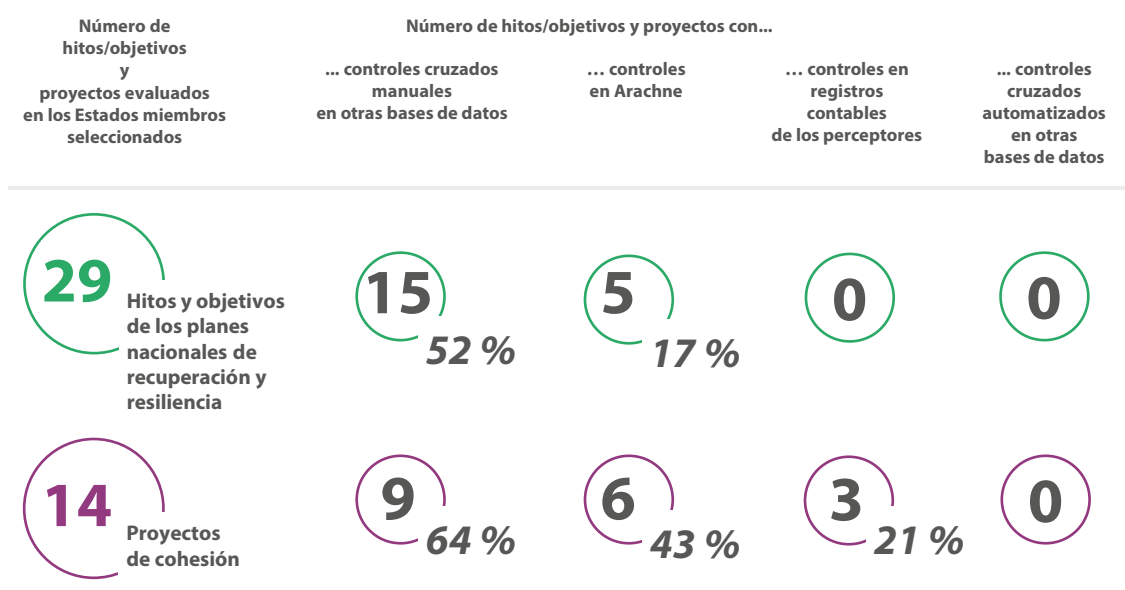 Número de
hitos/objetivos
y
proyectos evaluados
en los Estados miembros
seleccionados
Número de hitos/objetivos y proyectos con...
... controles cruzados
manuales
en otras bases de datos
… controles
en Arachne
… controles en
registros
contables
de los perceptores
... controles
cruzados
automatizados
en otras
bases de datos
29
Hitos y objetivos
de los planes
nacionales de
recuperación y
resiliencia
15
52 %
5
17 %
0
0
14
Proyectos
de cohesión
9
64 %
6
43 %
3
21 %
0